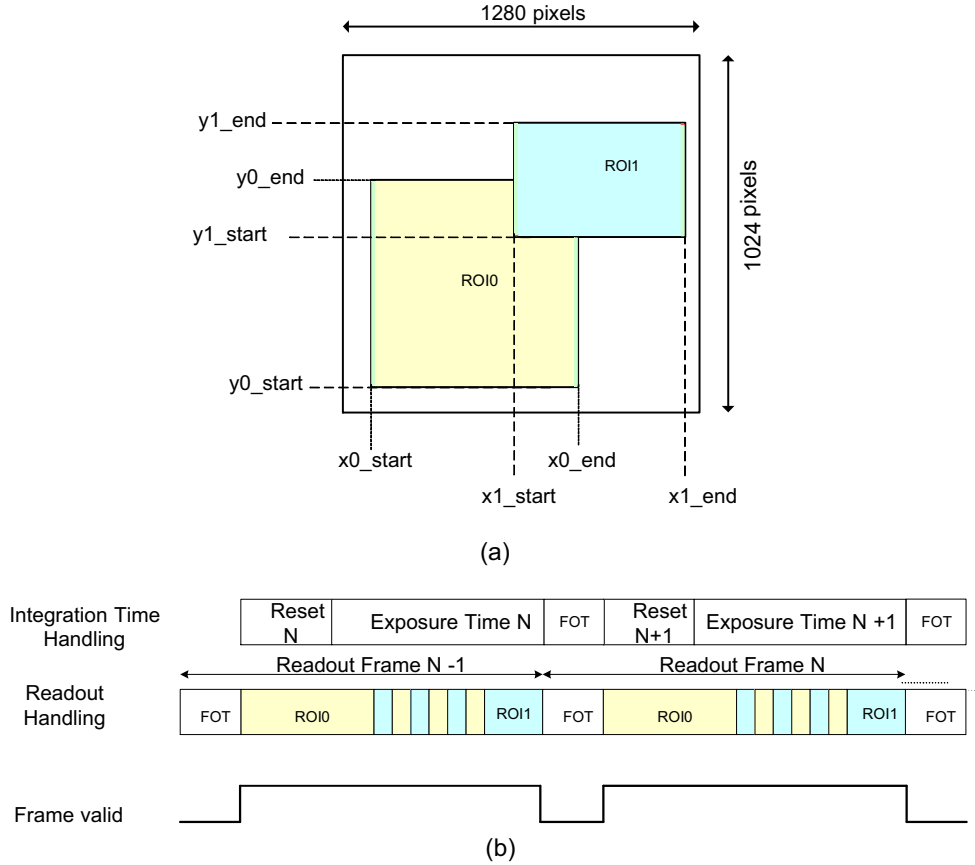 1280 pixels
1024 pixels
y1_end
y0_end
y1_start
y0_start
ROI1
ROI0
x0_start
x0_end
x1_start
x1_end
(a)
Integration Time
Handling
Reset
N
Exposure Time N
FOT
Reset
N+1
Exposure Time N +1
FOT
Readout Frame N -1
Readout Frame N
Readout
Handling
FOT
ROI0
ROI1
FOT
ROI0
ROI1
FOT
Frame valid
(b)